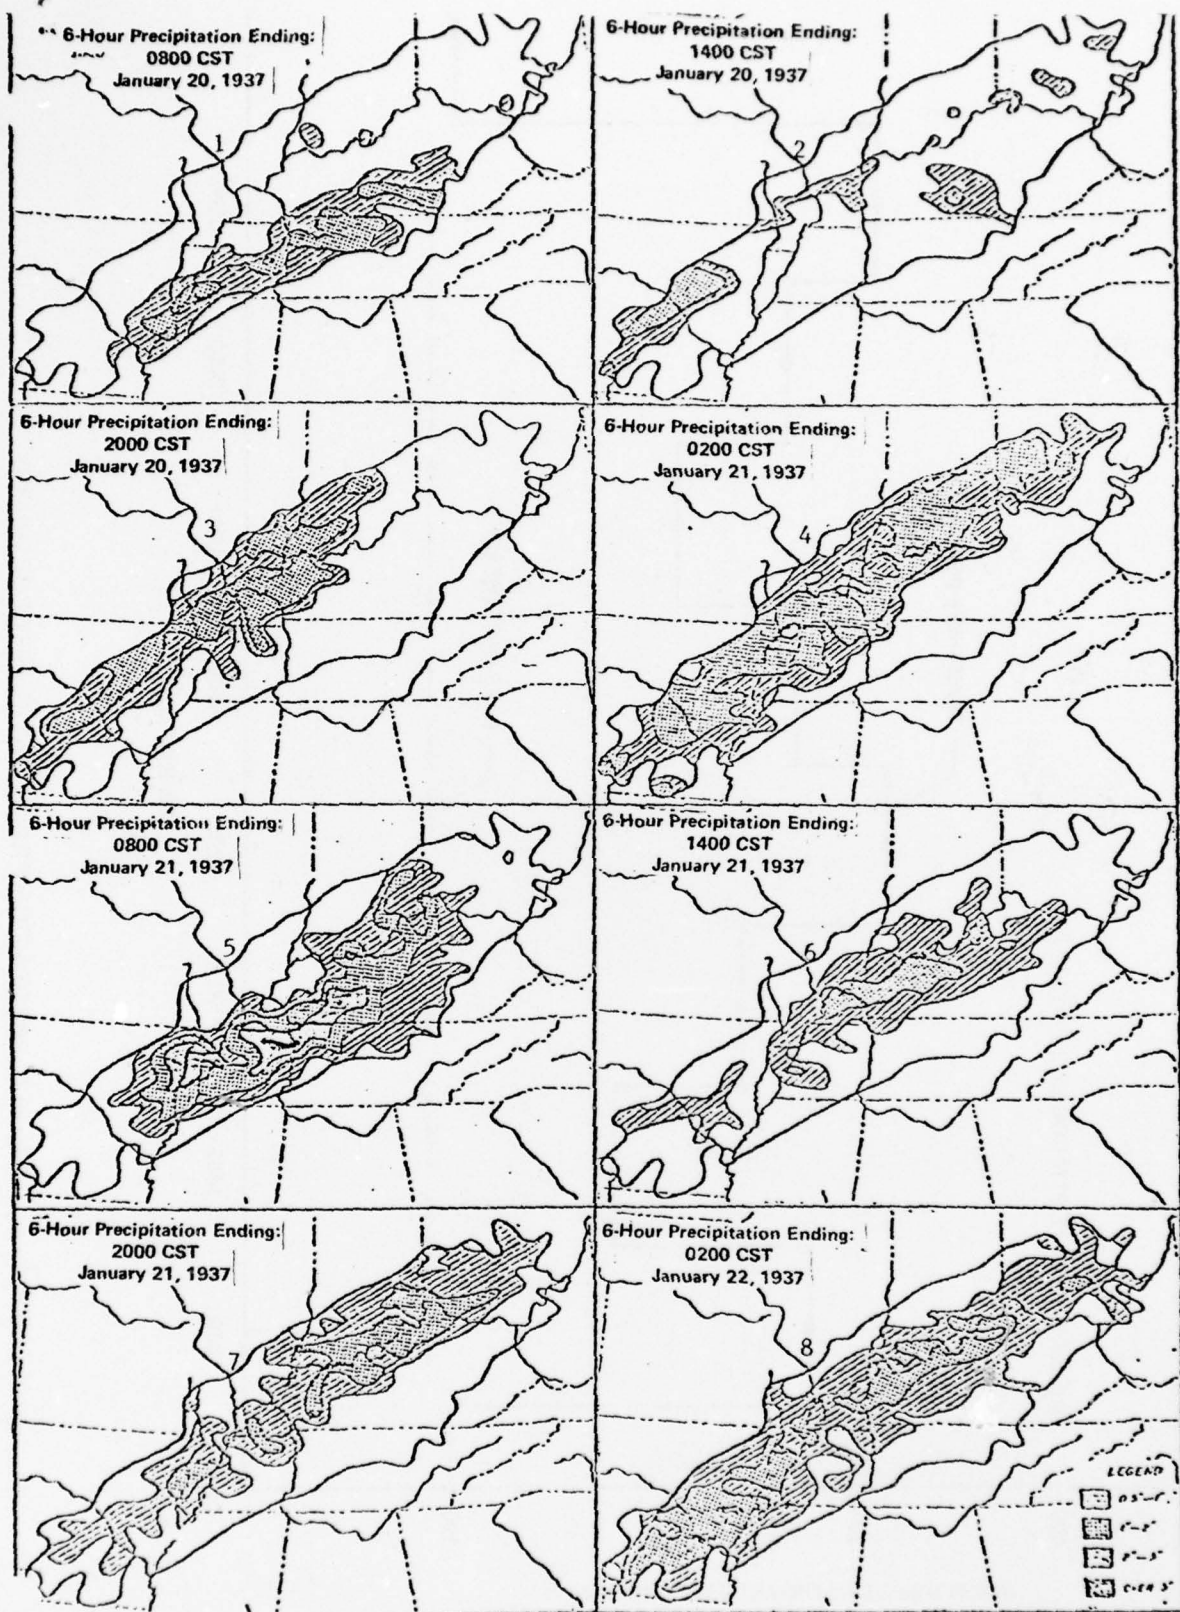 6-Hour Precipitation Ending:
0800 CST
January 20, 1937
1
6-Hour Precipitation Ending:
1400 CST
January 20, 1937
2
6-Hour Precipitation Ending:
2000 CST
January 20, 1937
3
6-Hour Precipitation Ending:
0200 CST
January 21, 1937
4
6-Hour Precipitation Ending:
0800 CST
January 21, 1937
5
6-Hour Precipitation Ending:
1400 CST
January 21, 1937
6
6-Hour Precipitation Ending:
2000 CST
January 21, 1937
7
6-Hour Precipitation Ending:
0200 CST
January 22, 1937
8
LEGEND
1"-2"